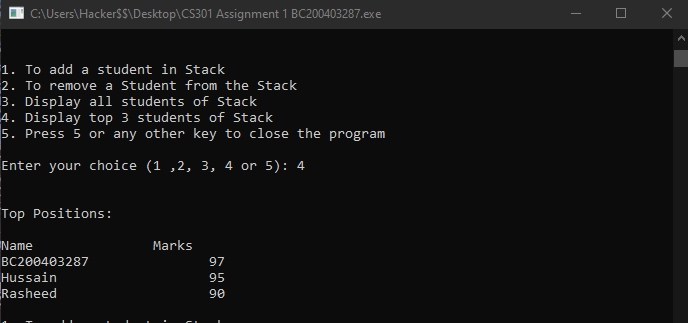 C:\Users\Hacker$$\Desktop\CS301 Assignment 1 BC200403287.exe
1. To add a student in Stack
2. To remove a Student from the Stack
3. Display all students of Stack
4. Display top 3 students of Stack
5. Press 5 or any other key to close the program
Enter your choice (1 ,2, 3, 4 or 5): 4
Top Positions:
Name Marks
BC200403287 97
Hussain 95
Rasheed 90